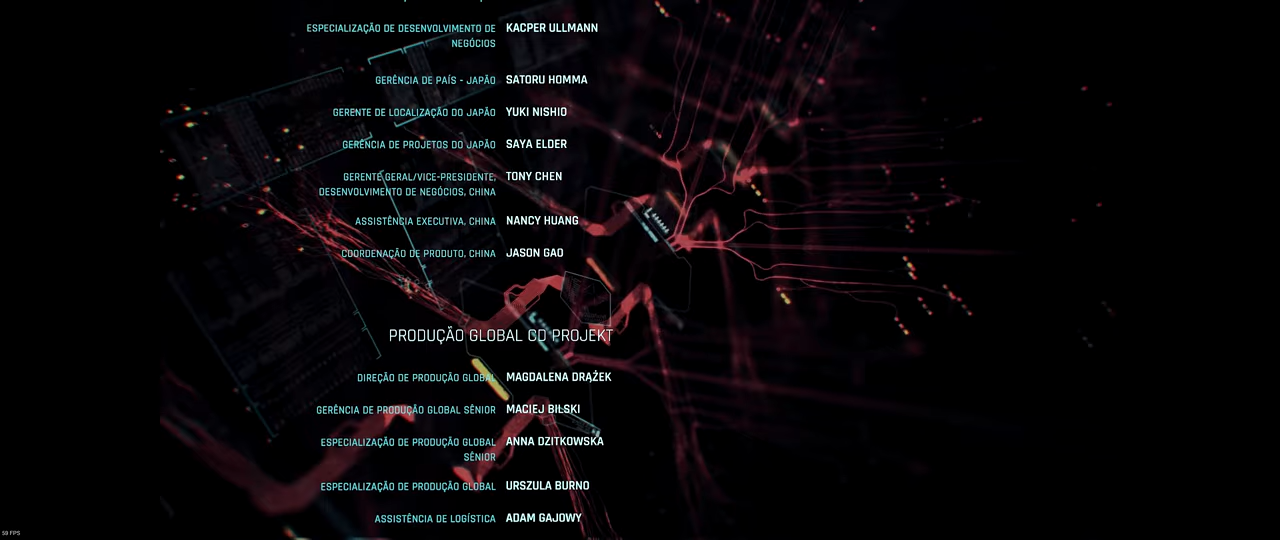 ESPECIALIZAÇÃO DE DESENVOLVIMENTO DE KACPER ULLMANN
NEGÓCIOS
GERÊNCIA DE PAÍS - JAPÃO SATORU HOMMA
GERENTE DE LOCALIZAÇÃO DO JAPÃO YUKI NISHIO
GERÊNCIA DE PROJETOS DO JAPÃO SAYA ELDER
GERENTE GERAL/VICE-PRESIDENTE, TONY CHEN
DESENVOLVIMENTO DE NEGÓCIOS, CHINA
ASSISTÊNCIA EXECUTIVA, CHINA NANCY HUANG
COORDENAÇÃO DE PRODUTO, CHINA JASON GAO
PRODUÇÃO GLOBAL CD PROJEKT
DIREÇÃO DE PRODUÇÃO GLOBAL MAGDALENA DRĄŻEK
GERÊNCIA DE PRODUÇÃO GLOBAL SÊNIOR MACIEJ BILSKI
ESPECIALIZAÇÃO DE PRODUÇÃO GLOBAL ANNA DZITKOWSKA
SÊNIOR
ESPECIALIZAÇÃO DE PRODUÇÃO GLOBAL URSZULA BURNO
ASSISTÊNCIA DE LOGÍSTICA ADAM GAJOWY
59 FPS